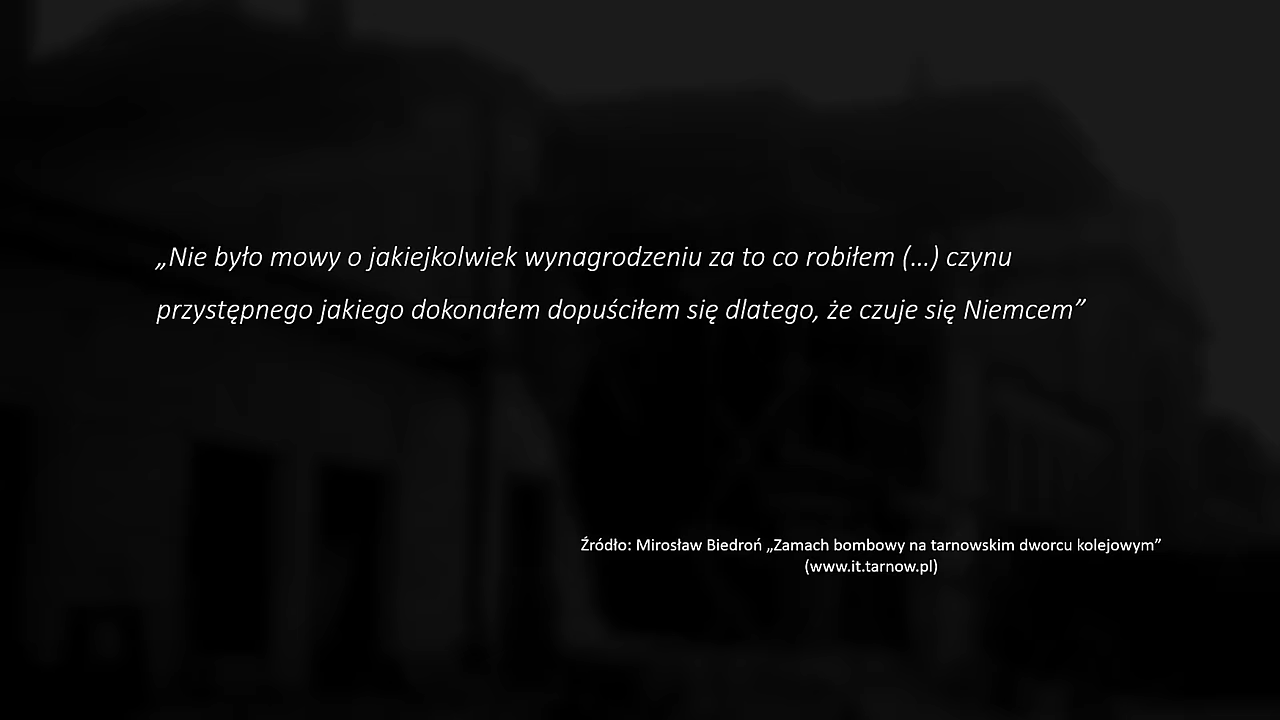 „Nie było mowy o jakiejkolwiek wynagrodzeniu za to co robiłem (...) czynu
przystępnego jakiego dokonałem dopuściłem się dlatego, że czuje się Niemcem”
Źródło: Mirosław Biedroń „Zamach bombowy na tarnowskim dworcu kolejowym”
(www.it.tarnow.pl)